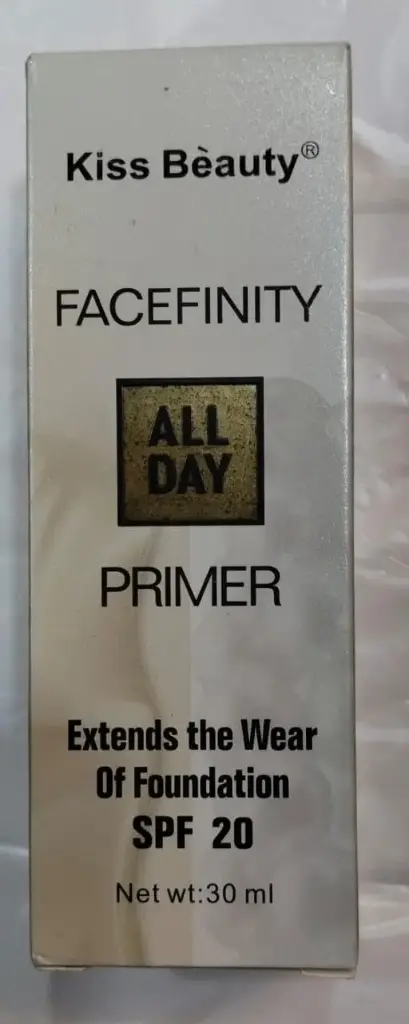 Kiss Bèauty®
FACEFINITY
ALL
DAY
PRIMER
Extends the Wear
Of Foundation
SPF 20
Net wt:30 ml